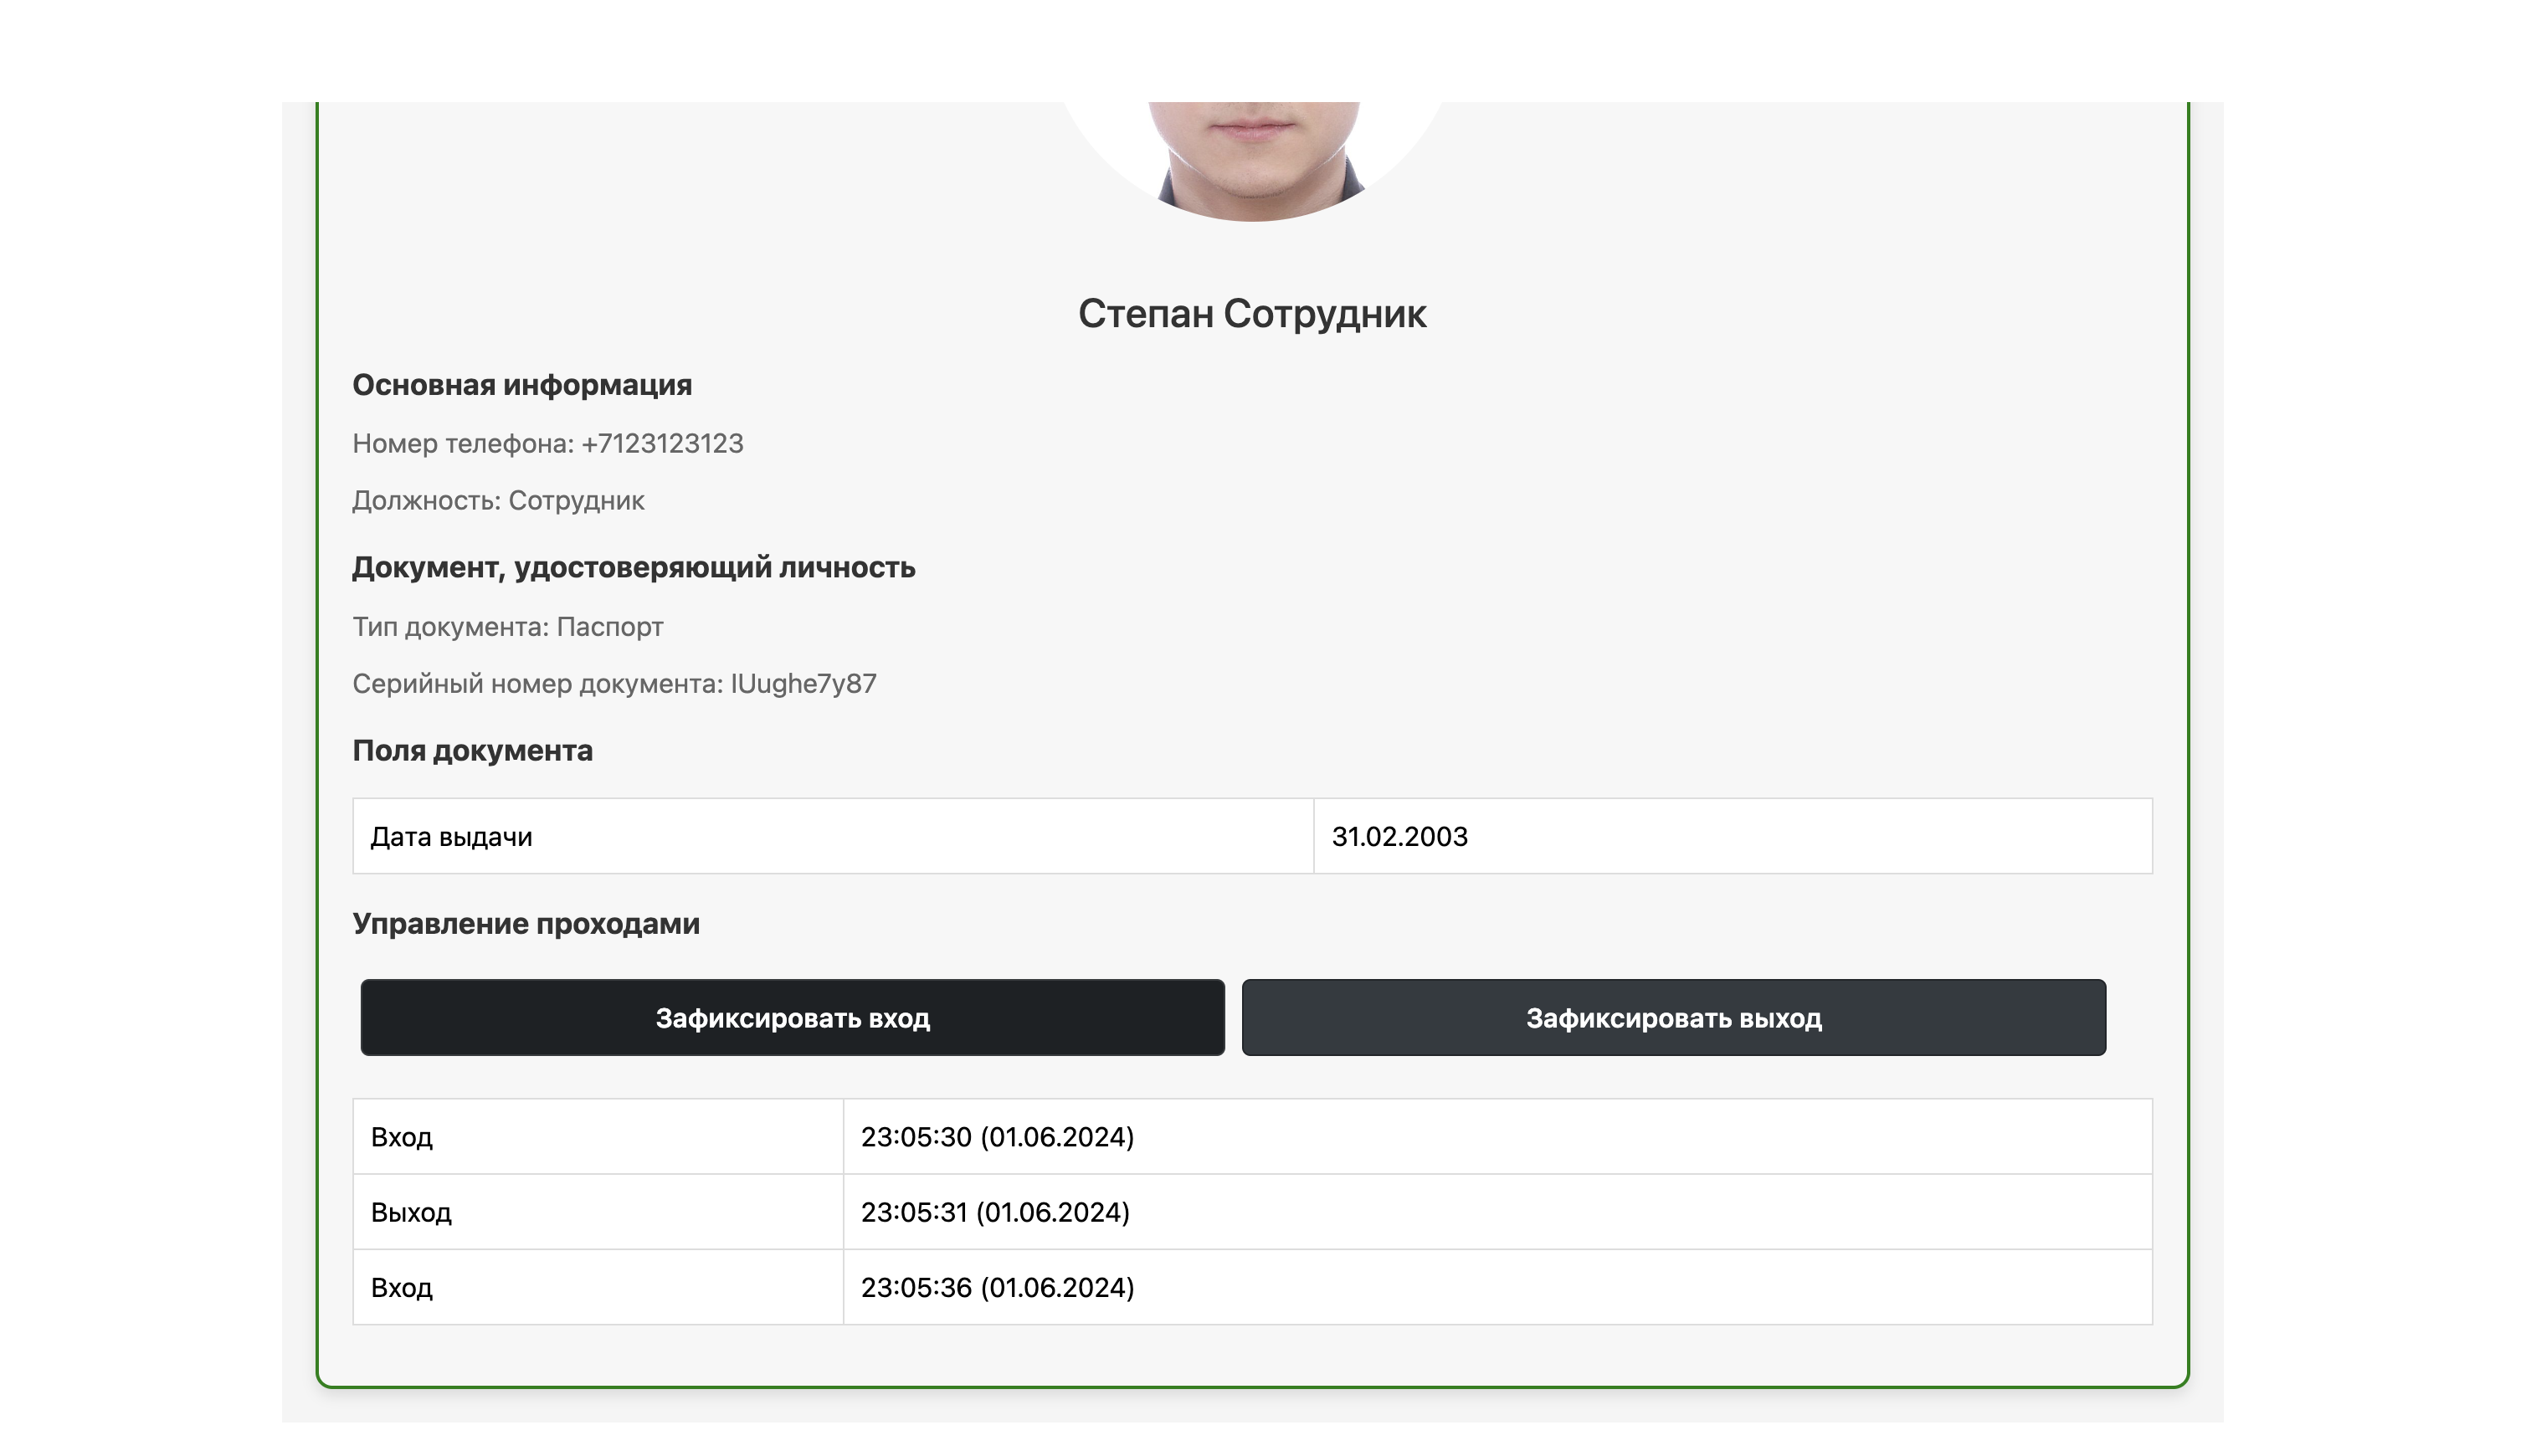 Степан Сотрудник
Основная информация
Номер телефона: +7123123123
Должность: Сотрудник
Документ, удостоверяющий личность
Тип документа: Паспорт
Серийный номер документа: IUughe7y87
Поля документа
Дата выдачи 31.02.2003
Управление проходами
Зафиксировать вход Зафиксировать выход
Вход 23:05:30 (01.06.2024)
Выход 23:05:31 (01.06.2024)
Вход 23:05:36 (01.06.2024)